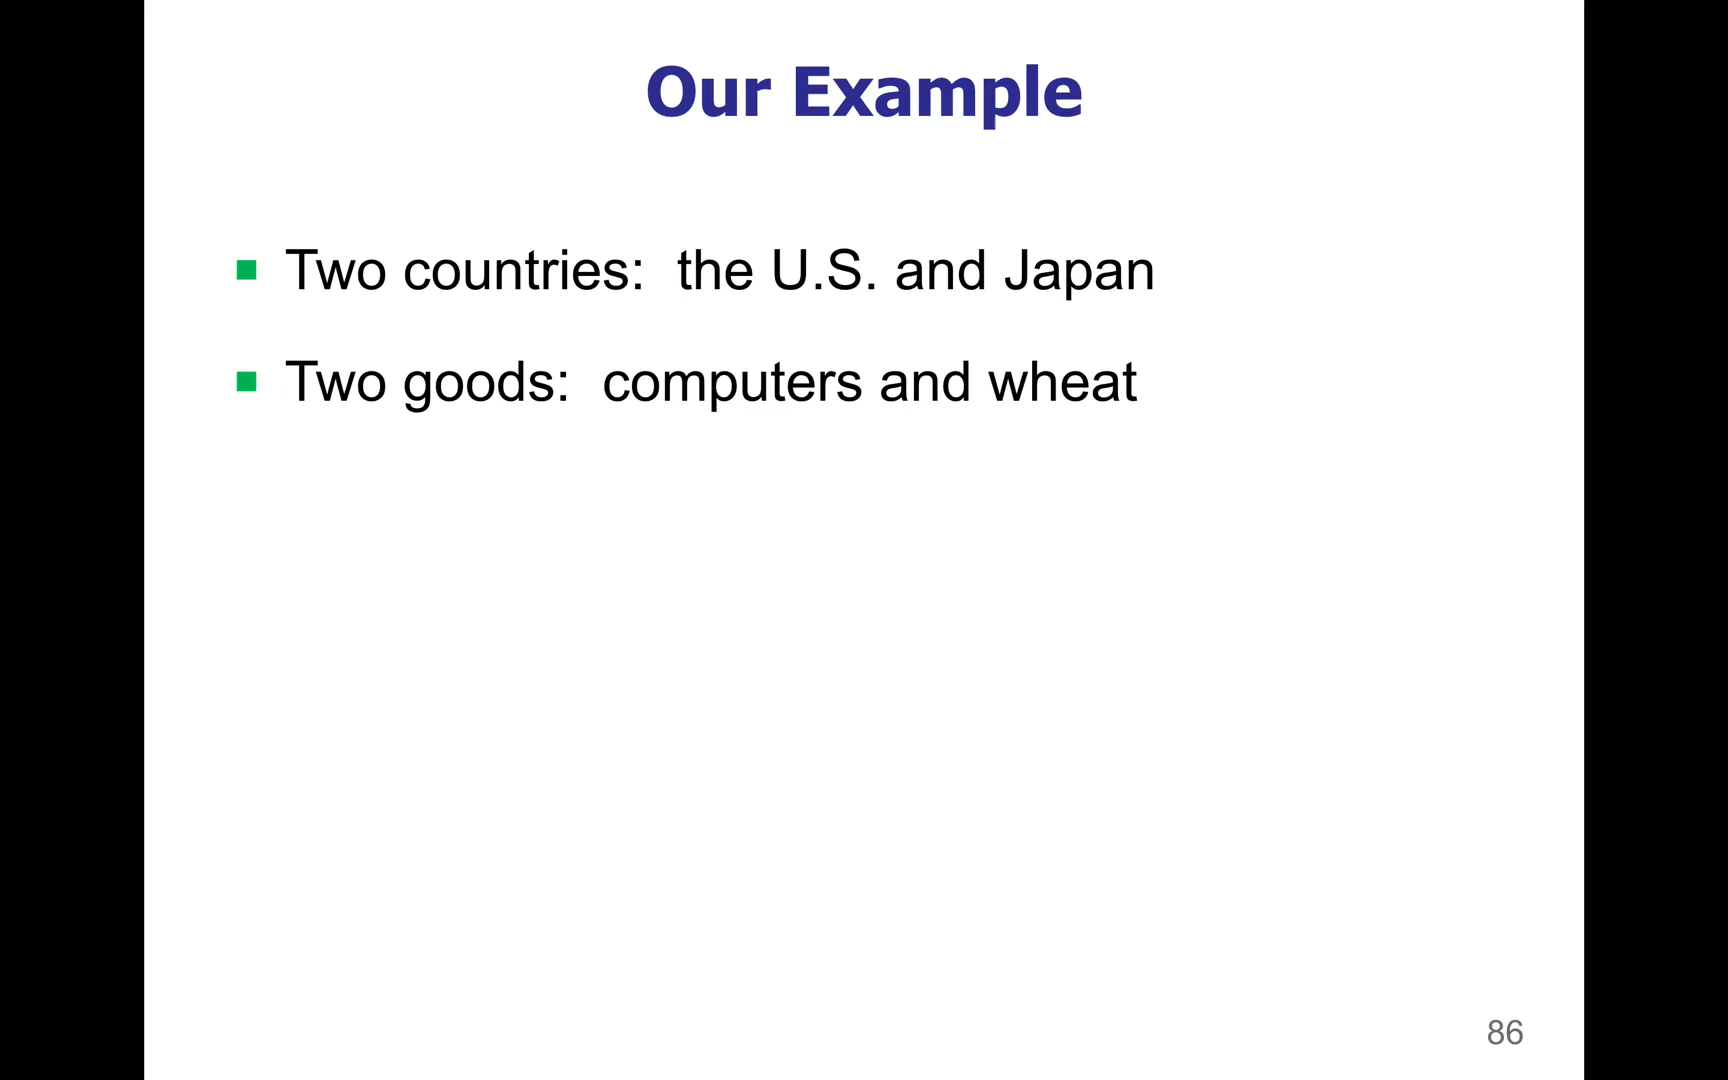 Our Example
Two countries:  the U.S. and Japan
Two goods:  computers and wheat
86